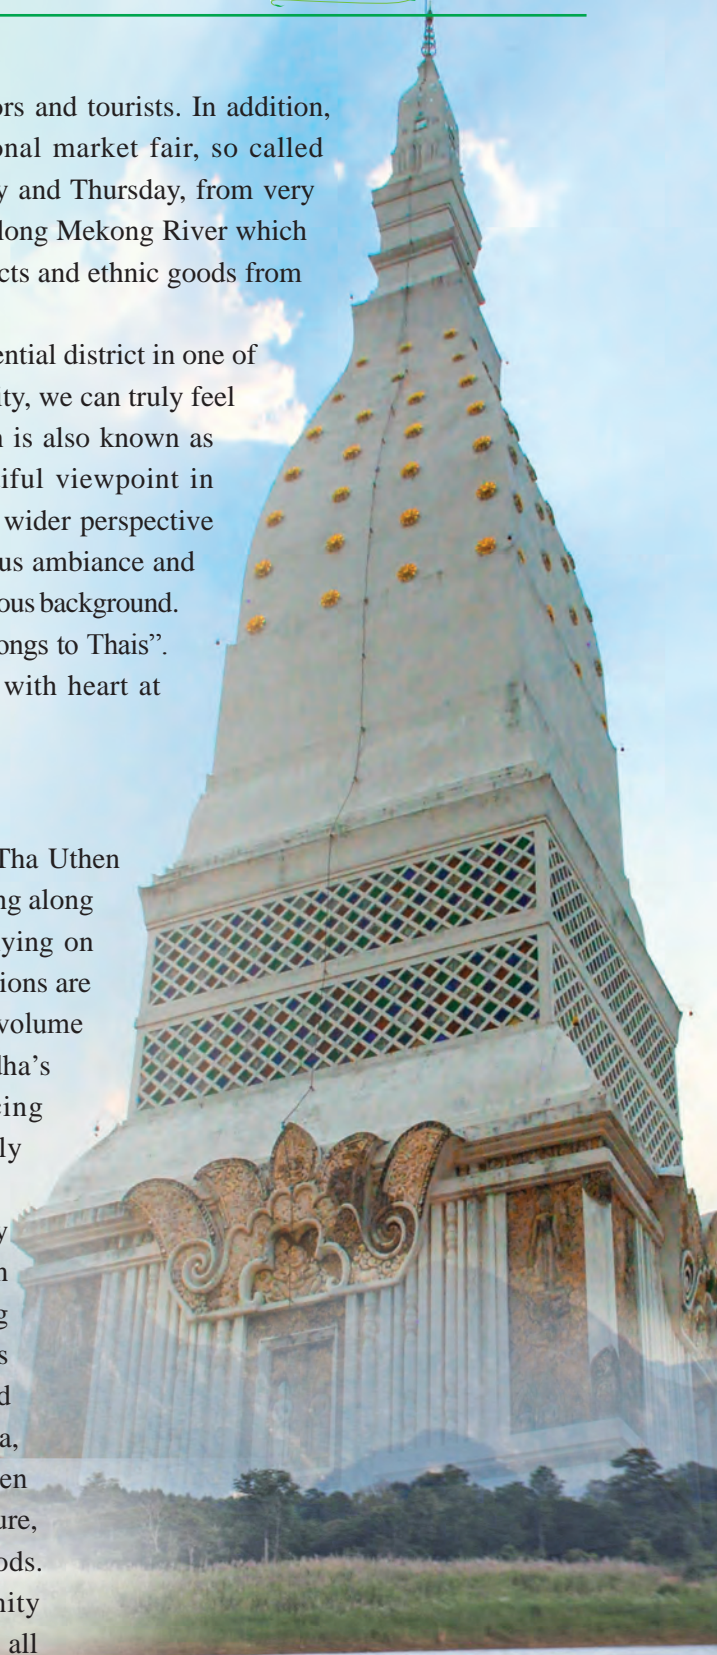 ors and tourists. In addition,
onal market fair, so called
y and Thursday, from very
long Mekong River which
cts and ethnic goods from
ential district in one of
ity, we can truly feel
n is also known as
iful viewpoint in
wider perspective
us ambiance and
ous background.
ongs to Thais”.
with heart at
Tha Uthen
ng along
ying on
ions are
volume
dha’s
cing
ly
y
n
g
s
d
a,
en
ure,
ods.
nity
all